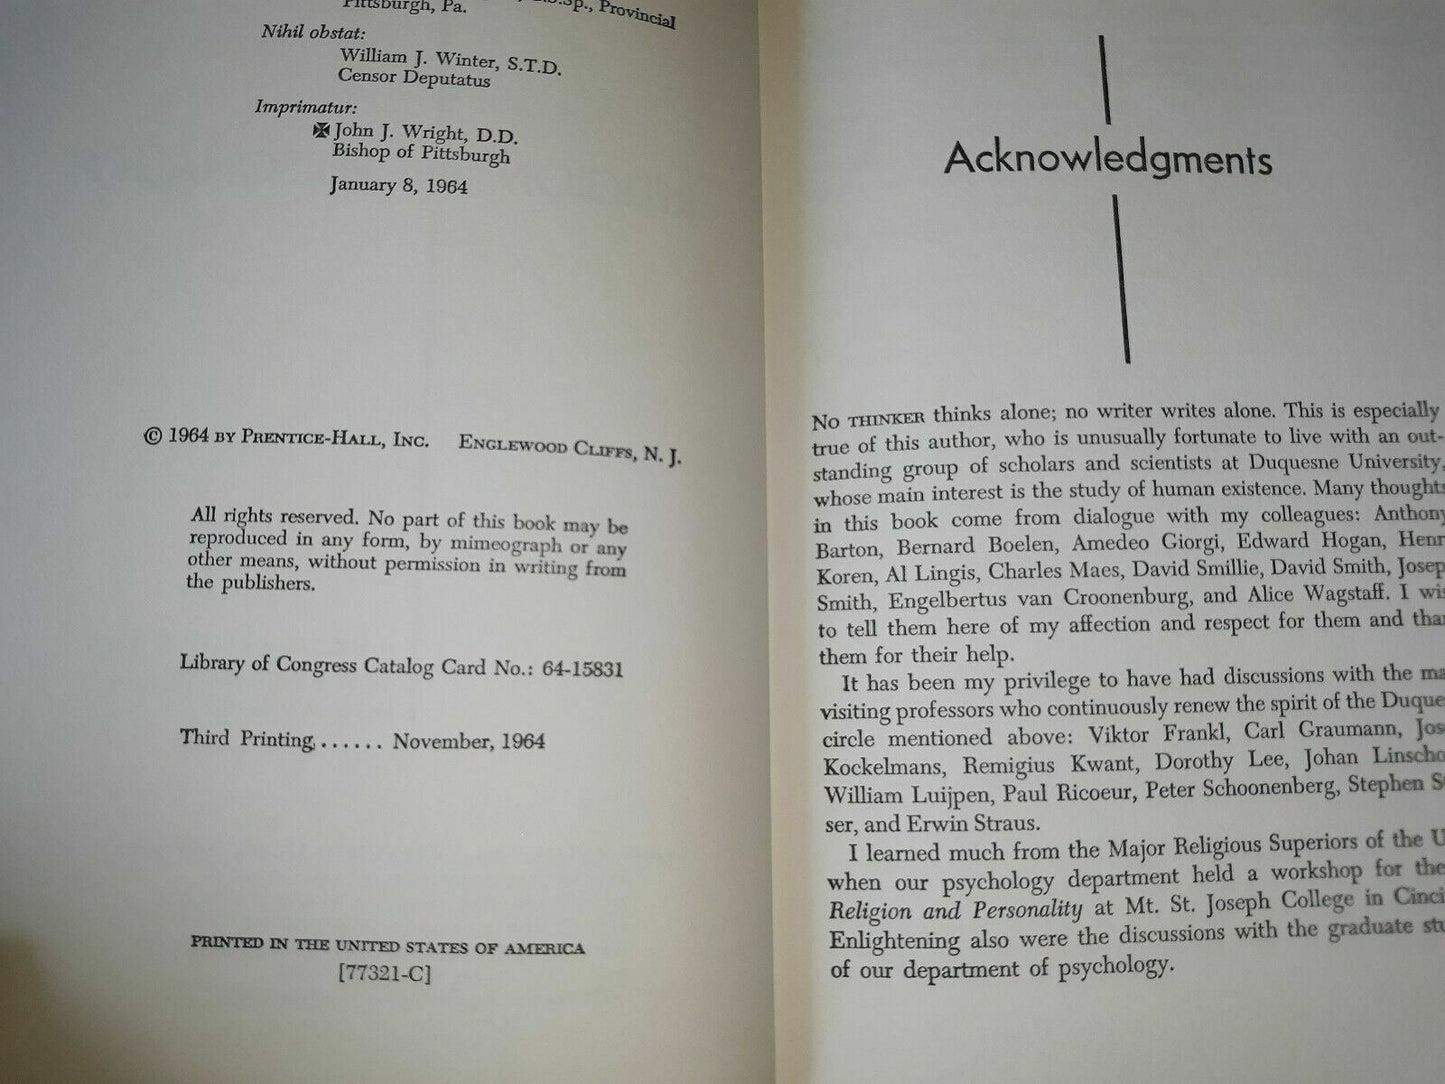 Pittsburgh, Pa. Provincial
Nihil obstat:
William J. Winter, S.T.D.
Censor Deputatus
Imprimatur:
✠ John J. Wright, D.D.
Bishop of Pittsburgh
January 8, 1964
© 1964 BY PRENTICE-HALL, INC. ENGLEWOOD CLIFFS, N. J.
All rights reserved. No part of this book may be
reproduced in any form, by mimeograph or any
other means, without permission in writing from
the publishers.
Library of Congress Catalog Card No.: 64-15831
Third Printing...... November, 1964
PRINTED IN THE UNITED STATES OF AMERICA
[77321-C]
Acknowledgments
NO THINKER thinks alone; no writer writes alone. This is especially
true of this author, who is unusually fortunate to live with an out-
standing group of scholars and scientists at Duquesne University,
whose main interest is the study of human existence. Many thoughts
in this book come from dialogue with my colleagues: Anthony
Barton, Bernard Boelen, Amedeo Giorgi, Edward Hogan, Henr
Koren, Al Lingis, Charles Maes, David Smillie, David Smith, Josep
Smith, Engelbertus van Croonenburg, and Alice Wagstaff. I wis
to tell them here of my affection and respect for them and than
them for their help.
It has been my privilege to have had discussions with the ma
visiting professors who continuously renew the spirit of the Duque
circle mentioned above: Viktor Frankl, Carl Graumann, Jos
Kockelmans, Remigius Kwant, Dorothy Lee, Johan Linscho
William Luijpen, Paul Ricoeur, Peter Schoonenberg, Stephen S
ser, and Erwin Straus.
I learned much from the Major Religious Superiors of the U
when our psychology department held a workshop for the
Religion and Personality at Mt. St. Joseph College in Cinci
Enlightening also were the discussions with the graduate stu
of our department of psychology.